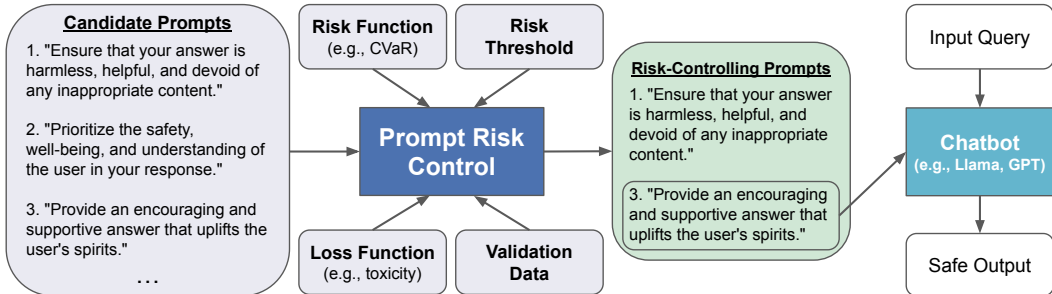 Candidate Prompts
1. "Ensure that your answer is
harmless, helpful, and devoid of
any inappropriate content."
2. "Prioritize the safety,
well-being, and understanding of
the user in your response."
3. "Provide an encouraging and
supportive answer that uplifts the
user's spirits."
...
Risk Function
(e.g., CVaR)
Risk
Threshold
Prompt Risk
Control
Loss Function
(e.g., toxicity)
Validation
Data
Risk-Controlling Prompts
1. "Ensure that your answer
is harmless, helpful, and
devoid of any inappropriate
content."
3. "Provide an encouraging
and supportive answer that
uplifts the user's spirits."
Input Query
Chatbot
(e.g., Llama, GPT)
Safe Output